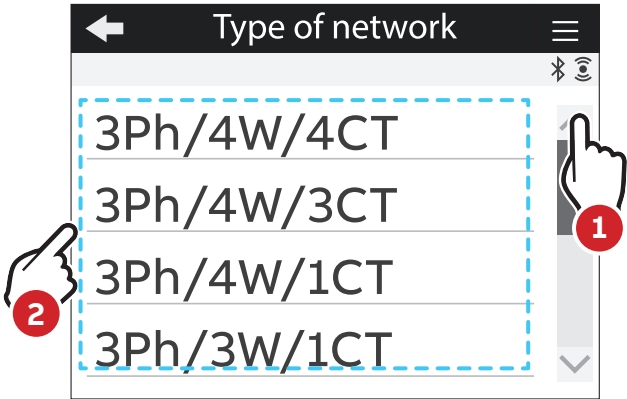 Type of network
3Ph/4W/4CT
3Ph/4W/3CT
1
3Ph/4W/1CT
2
3Ph/3W/1CT